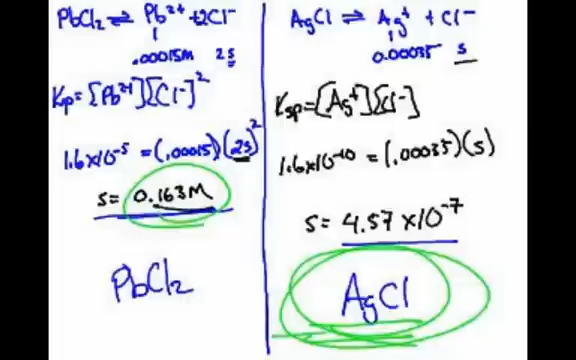 PbCl₂ ⇌ Pb²⁺ + 2Cl⁻
.00015M 2s
Ksp = [Pb²⁺][Cl⁻]²
1.6×10⁻⁵ = (.00015)(2s)²
s = 0.163M
PbCl₂
AgCl ⇌ Ag⁺ + Cl⁻
0.00035 s
Ksp = [Ag⁺][Cl⁻]
1.6×10⁻¹⁰ = (.00035)(s)
s = 4.57 ×10⁻⁷
AgCl